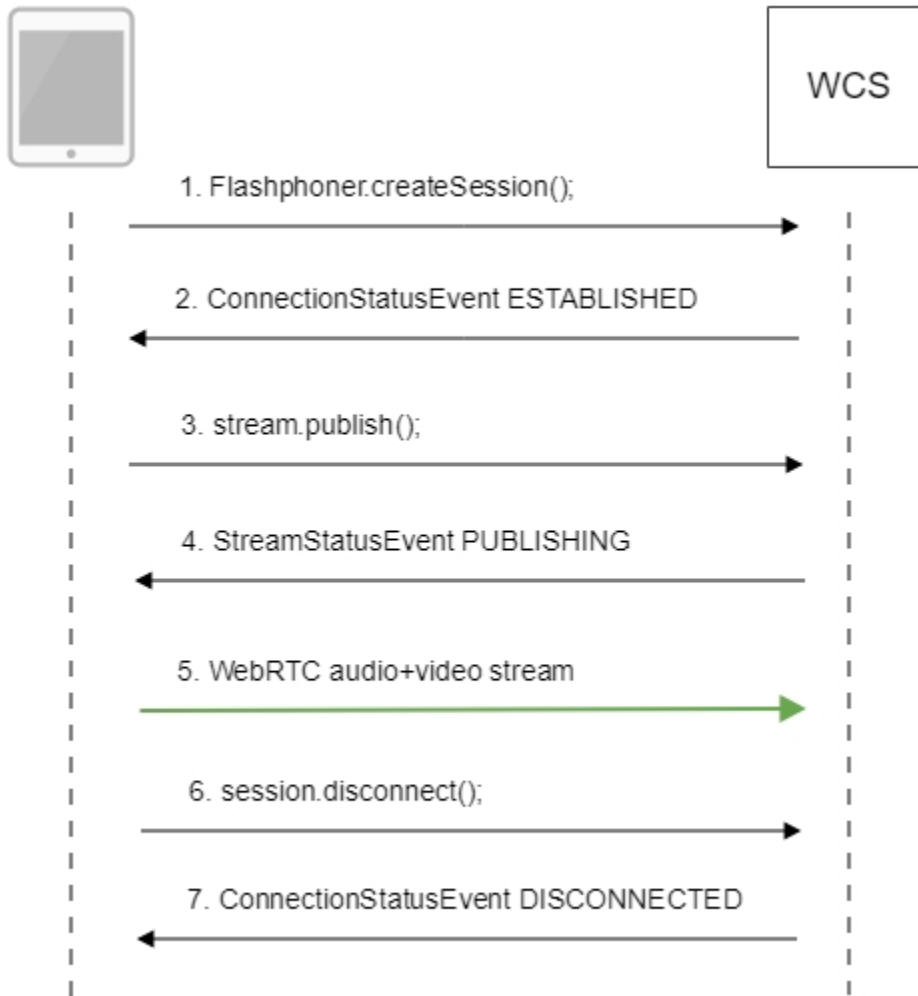 WCS
1. Flashphoner.createSession();
2. ConnectionStatusEvent ESTABLISHED
3. stream.publish();
4. StreamStatusEvent PUBLISHING
5. WebRTC audio+video stream
6. session.disconnect();
7. ConnectionStatusEvent DISCONNECTED